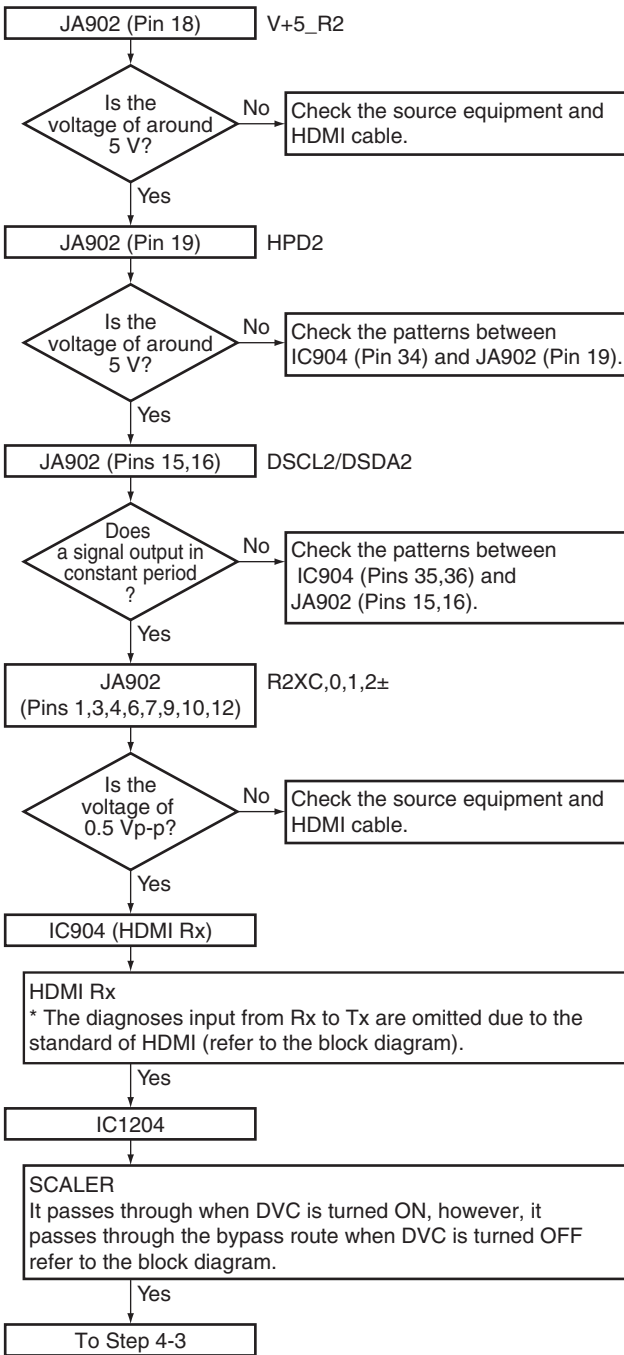 JA902 (Pin 18) V+5_R2
Is the
voltage of around
5 V?
No
Check the source equipment and
HDMI cable.
Yes
JA902 (Pin 19) HPD2
Is the
voltage of around
5 V?
No
Check the patterns between
IC904 (Pin 34) and JA902 (Pin 19).
Yes
JA902 (Pins 15,16) DSCL2/DSDA2
Does
a signal output in
constant period
?
No
Check the patterns between
IC904 (Pins 35,36) and
JA902 (Pins 15,16).
Yes
JA902
(Pins 1,3,4,6,7,9,10,12)
R2XC,0,1,2±
Is the
voltage of
0.5 Vp-p?
No
Check the source equipment and
HDMI cable.
Yes
IC904 (HDMI Rx)
HDMI Rx
* The diagnoses input from Rx to Tx are omitted due to the
standard of HDMI (refer to the block diagram).
Yes
IC1204
SCALER
It passes through when DVC is turned ON, however, it
passes through the bypass route when DVC is turned OFF
refer to the block diagram.
Yes
To Step 4-3